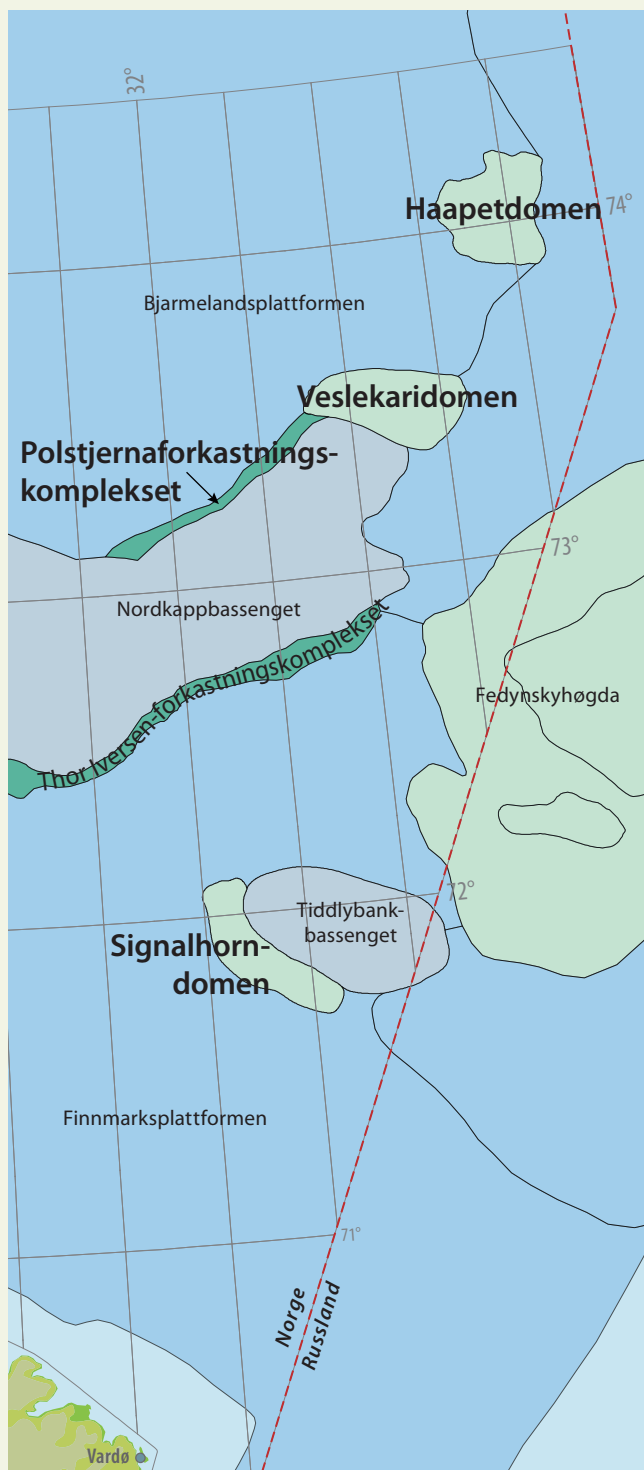 32°
Haapetdomen
74°
Bjarmelandsplattformen
Veslekaridomen
Polstjernaforkastnings-
komplekset
73°
Nordkappbassenget
Thor Iversen-forkastningskomplekset
Fedynskyhøgda
72°
Tiddlybank-
bassenget
Signalhorn-
domen
Finnmarksplattformen
71°
Norge
Russland
Vardø